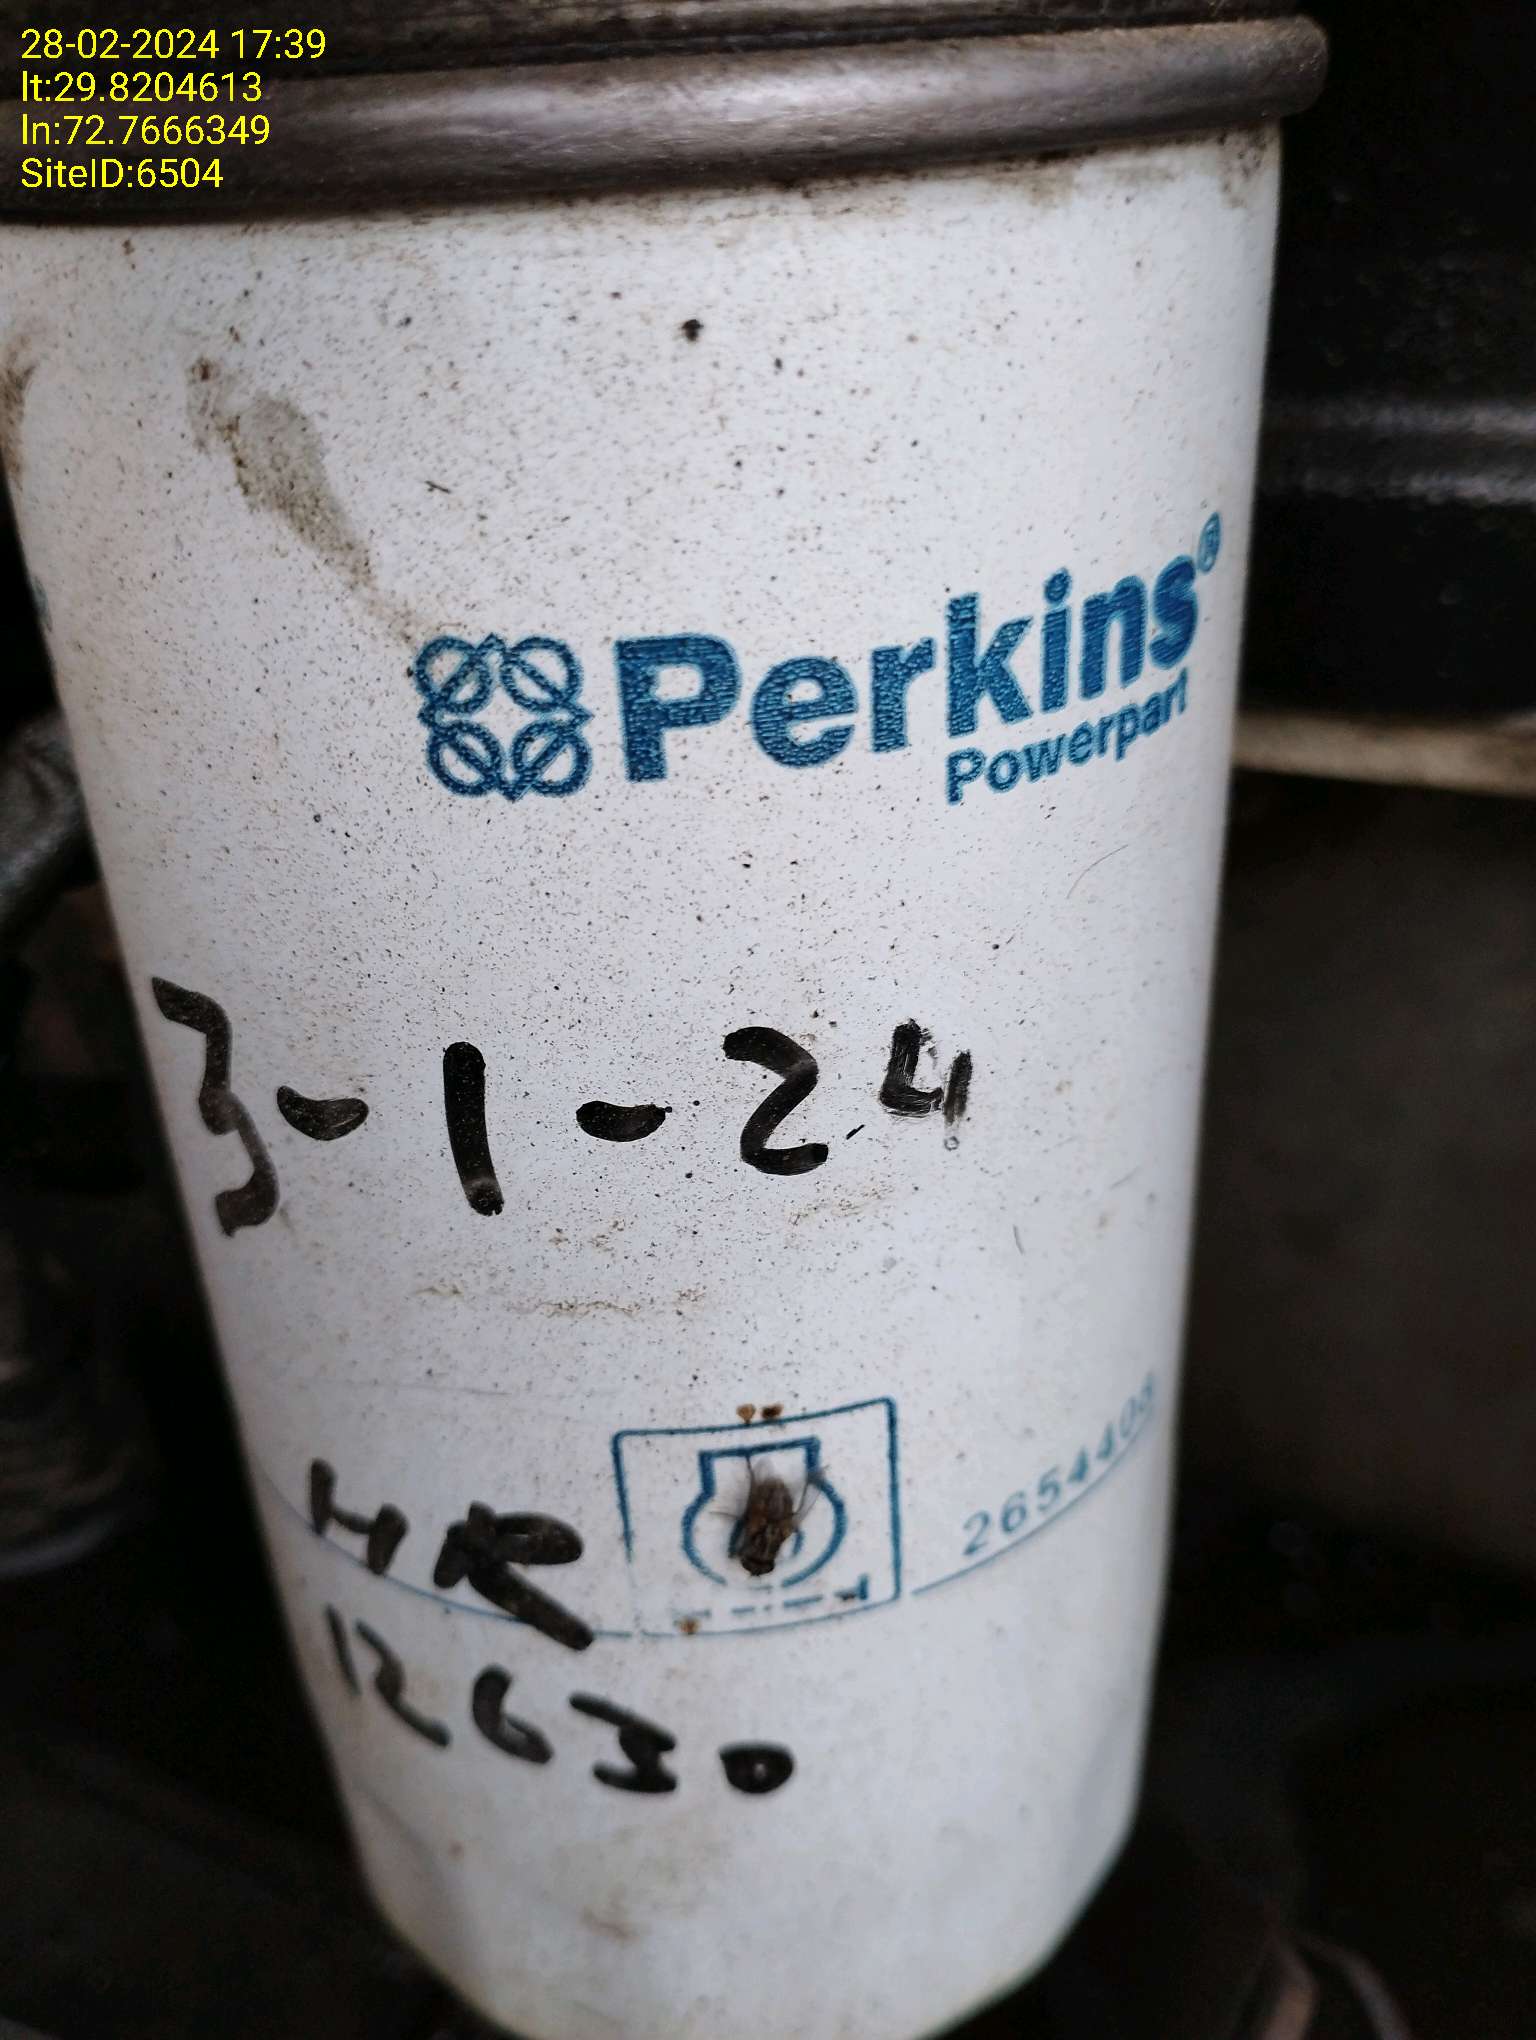 28-02-2024 17:39
lt:29.8204613
ln:72.7666349
SiteID:6504
Perkins®
Powerpart
3-1-24
HR
12630